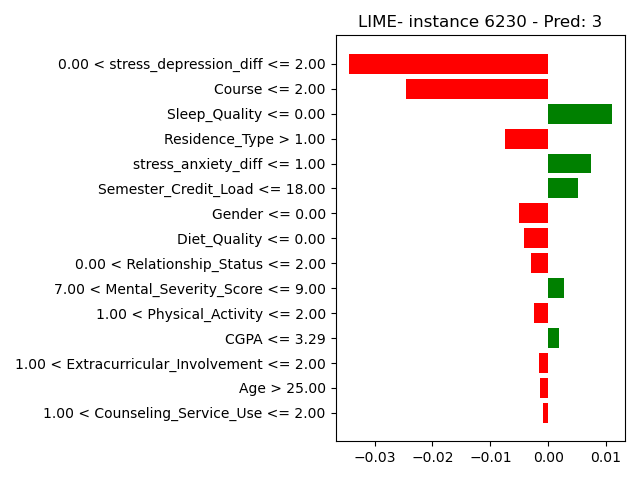 LIME- instance 6230 - Pred: 3
0.00 < stress_depression_diff <= 2.00
Course <= 2.00
Sleep_Quality <= 0.00
Residence_Type > 1.00
stress_anxiety_diff <= 1.00
Semester_Credit_Load <= 18.00
Gender <= 0.00
Diet_Quality <= 0.00
0.00 < Relationship_Status <= 2.00
7.00 < Mental_Severity_Score <= 9.00
1.00 < Physical_Activity <= 2.00
CGPA <= 3.29
1.00 < Extracurricular_Involvement <= 2.00
Age > 25.00
1.00 < Counseling_Service_Use <= 2.00
−0.03 −0.02 −0.01 0.00 0.01